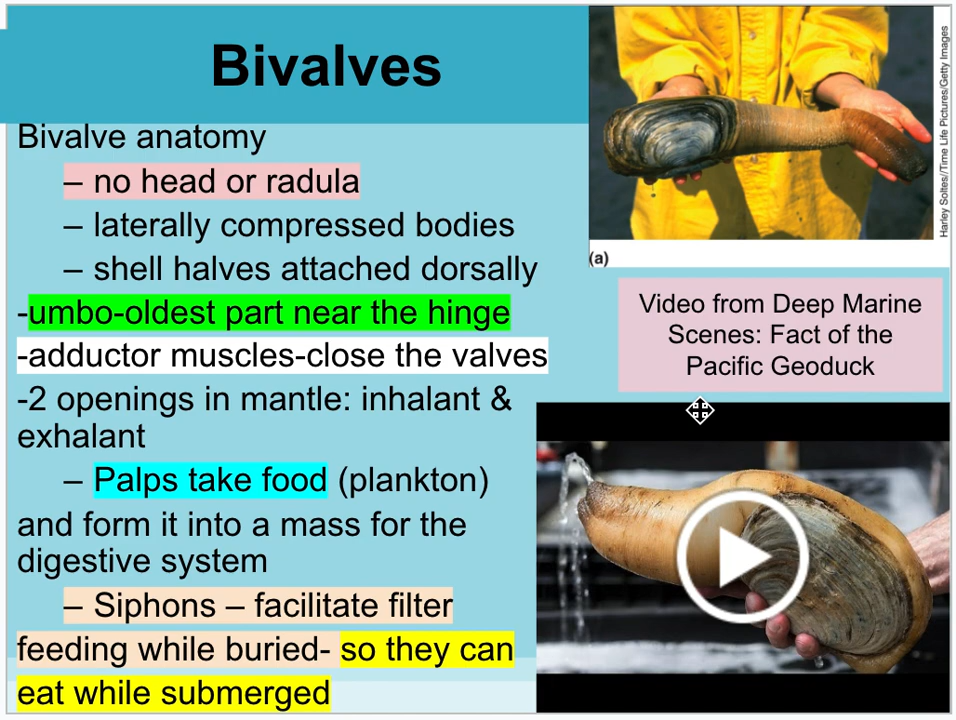 Bivalves
Bivalve anatomy
– no head or radula
– laterally compressed bodies
– shell halves attached dorsally
-umbo-oldest part near the hinge
-adductor muscles-close the valves
-2 openings in mantle: inhalant &
exhalant
– Palps take food (plankton)
and form it into a mass for the
digestive system
– Siphons – facilitate filter
feeding while buried- so they can
eat while submerged
Harley Soltes//Time Life Pictures/Getty Images
(a)
Video from Deep Marine
Scenes: Fact of the
Pacific Geoduck